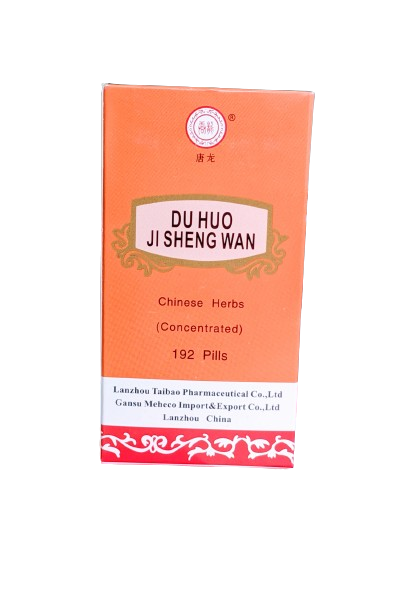 ®
唐龙
DU HUO
JI SHENG WAN
Chinese Herbs
(Concentrated)
192 Pills
Lanzhou Taibao Pharmaceutical Co.,Ltd
Gansu Meheco Import&Export Co.,Ltd
Lanzhou China